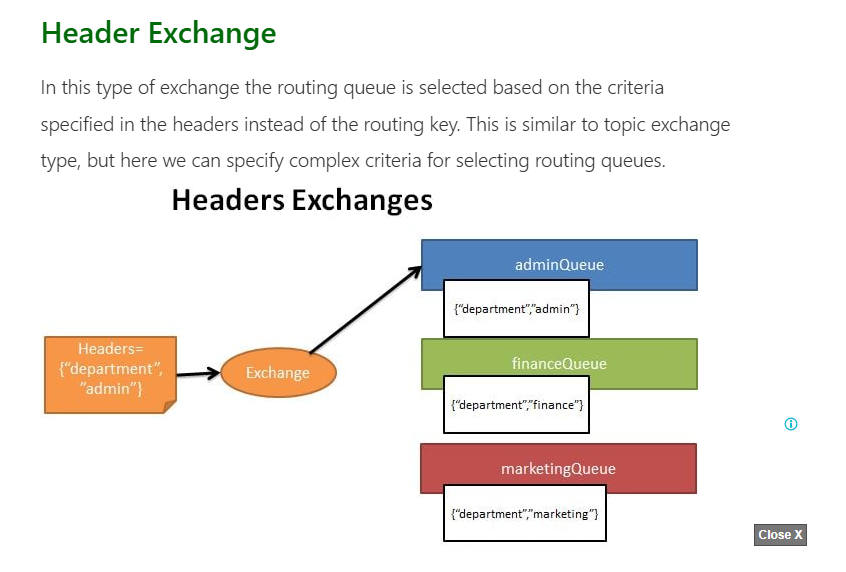 Header Exchange
In this type of exchange the routing queue is selected based on the criteria
specified in the headers instead of the routing key. This is similar to topic exchange
type, but here we can specify complex criteria for selecting routing queues.
Headers Exchanges
adminQueue
{“department”,”admin”}
Headers=
{“department”,
”admin”}
Exchange
financeQueue
{“department”,”finance”}
marketingQueue
{“department”,”marketing”}
Close X